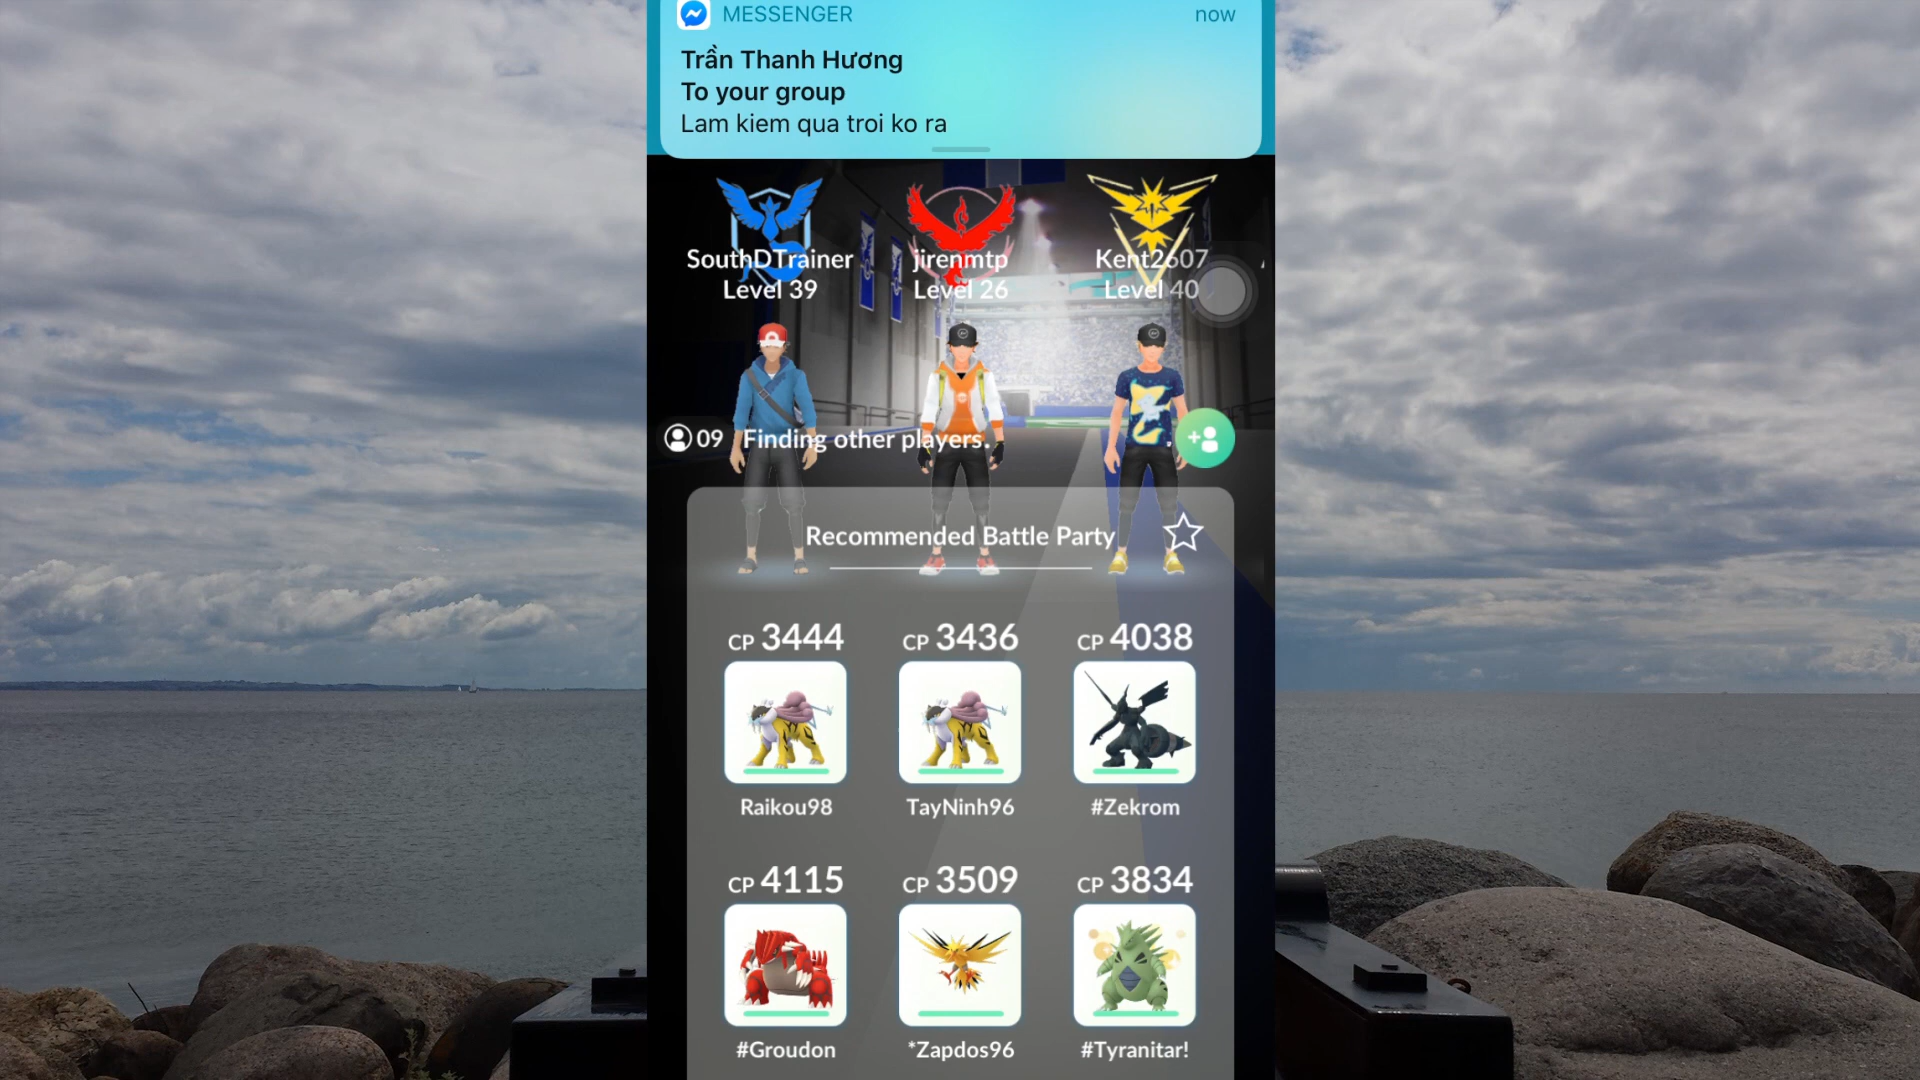 MESSENGER now
Trần Thanh Hương
To your group
Lam kiem qua troi ko ra
SouthDTrainer jirenmtp Kent2607
Level 39 Level 26 Level 40
09 Finding other players.
Recommended Battle Party
CP 3444 CP 3436 CP 4038
Raikou98 TayNinh96 #Zekrom
CP 4115 CP 3509 CP 3834
#Groudon *Zapdos96 #Tyranitar!